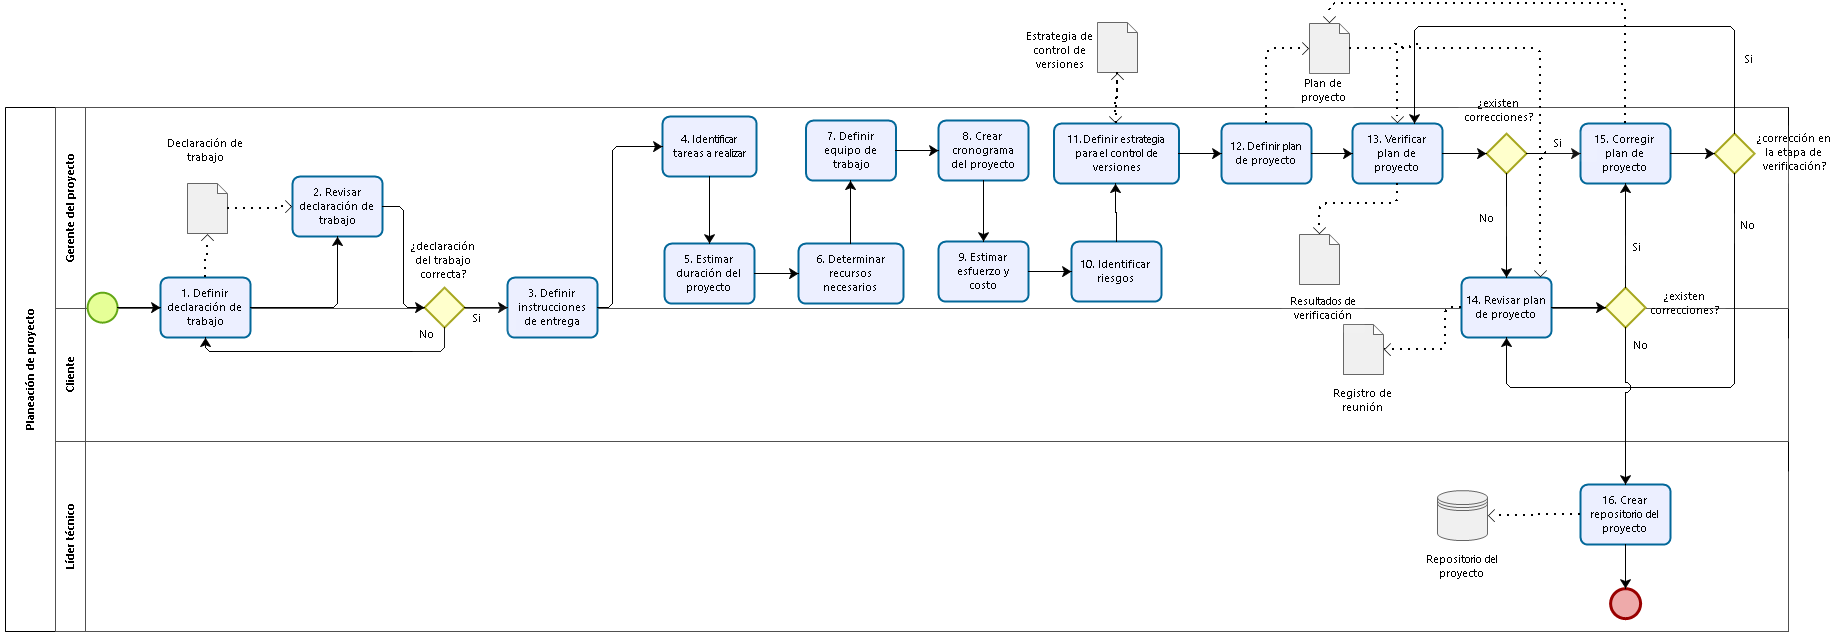 Planeación de proyecto
Gerente del proyecto
Cliente
Líder técnico
Declaración de
trabajo
1. Definir
declaración de
trabajo
2. Revisar
declaración de
trabajo
¿declaración
del trabajo
correcta?
No
Si
3. Definir
instrucciones
de entrega
4. Identificar
tareas a realizar
5. Estimar
duración del
proyecto
6. Determinar
recursos
necesarios
7. Definir
equipo de
trabajo
8. Crear
cronograma
del proyecto
9. Estimar
esfuerzo y
costo
10. Identificar
riesgos
Estrategia de
control de
versiones
11. Definir estrategia
para el control de
versiones
12. Definir plan
de proyecto
Plan de
proyecto
13. Verificar
plan de
proyecto
Resultados de
verificación
¿existen
correcciones?
Si
No
14. Revisar plan
de proyecto
Registro de
reunión
¿existen
correcciones?
Si
No
15. Corregir
plan de
proyecto
¿corrección en
la etapa de
verificación?
Si
No
16. Crear
repositorio del
proyecto
Repositorio del
proyecto